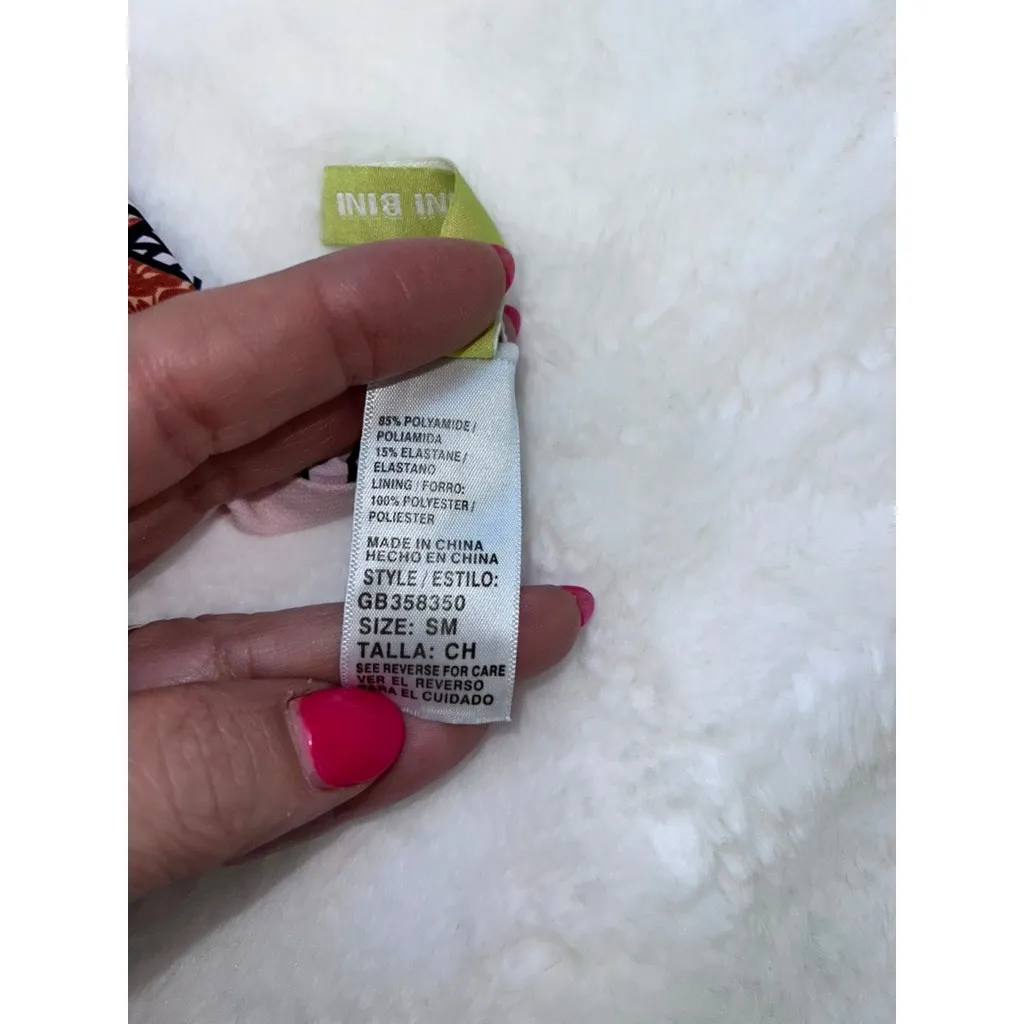 INI BINI
85% POLYAMIDE/
POLIAMIDA
15% ELASTANE/
ELASTANO
LINING / FORRO:
100% POLYESTER/
POLIESTER
MADE IN CHINA
HECHO EN CHINA
STYLE / ESTILO:
GB358350
SIZE: SM
TALLA: CH
SEE REVERSE FOR CARE
VER EL REVERSO
PARA EL CUIDADO